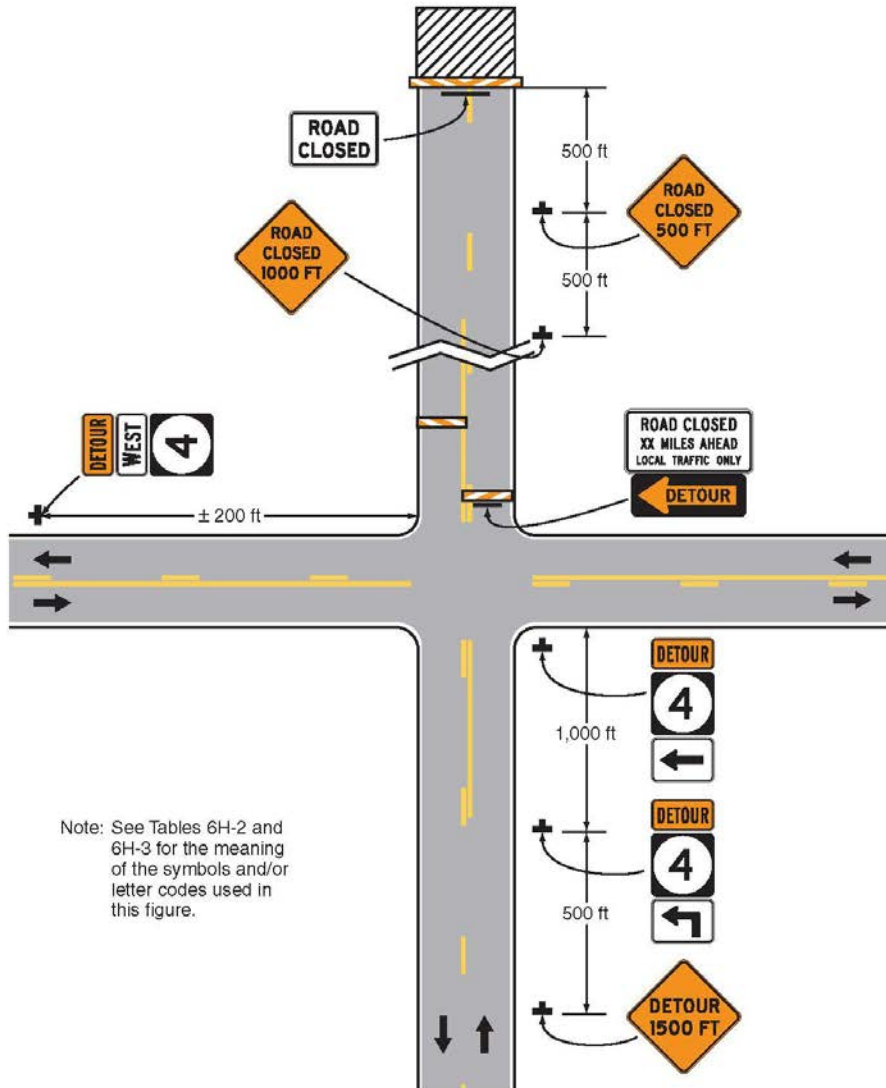 ROAD
CLOSED
500 ft
ROAD
CLOSED
500 FT
ROAD
CLOSED
1000 FT
500 ft
DETOUR
WEST
4
± 200 ft
ROAD CLOSED
XX MILES AHEAD
LOCAL TRAFFIC ONLY
DETOUR
DETOUR
4
1,000 ft
DETOUR
4
500 ft
Note: See Tables 6H-2 and
6H-3 for the meaning
of the symbols and/or
letter codes used in
this figure.
DETOUR
1500 FT